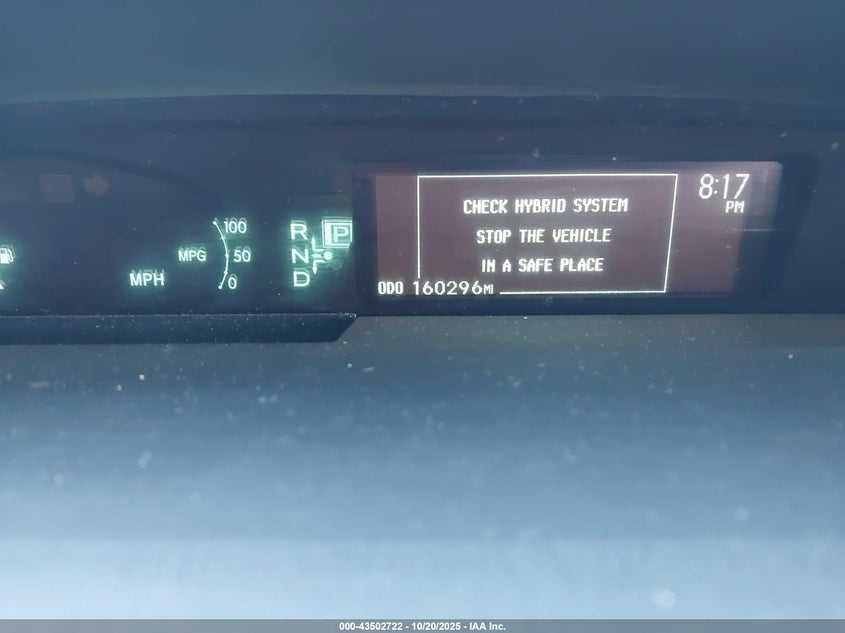 100
MPG 50
0
MPH
R P
N
D
CHECK HYBRID SYSTEM
STOP THE VEHICLE
IN A SAFE PLACE
8:17
PM
ODO 160296MI
000-43502722 - 10/20/2025 - IAA Inc.